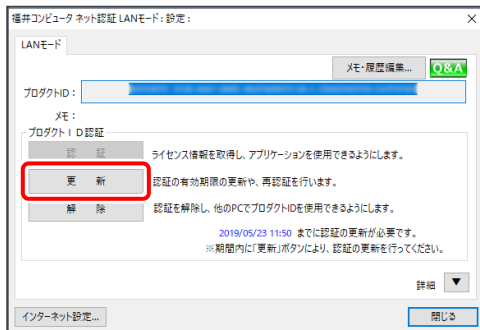 福井コンピュータ ネット認証 LANモード : 設定 :
LANモード
メモ・履歴編集... Q&A
プロダクトID :
メモ :
プロダクトＩＤ認証
認 証 ライセンス情報を取得し、アプリケーションを使用できるようにします。
更 新 認証の有効期限の更新や、再認証を行います。
解 除 認証を解除し、他のPCでプロダクトIDを使用できるようにします。
2019/05/23 11:50 までに認証の更新が必要です。
※期間内に「更新」ボタンにより、認証の更新を行ってください。
詳細 ▼
インターネット設定... 閉じる